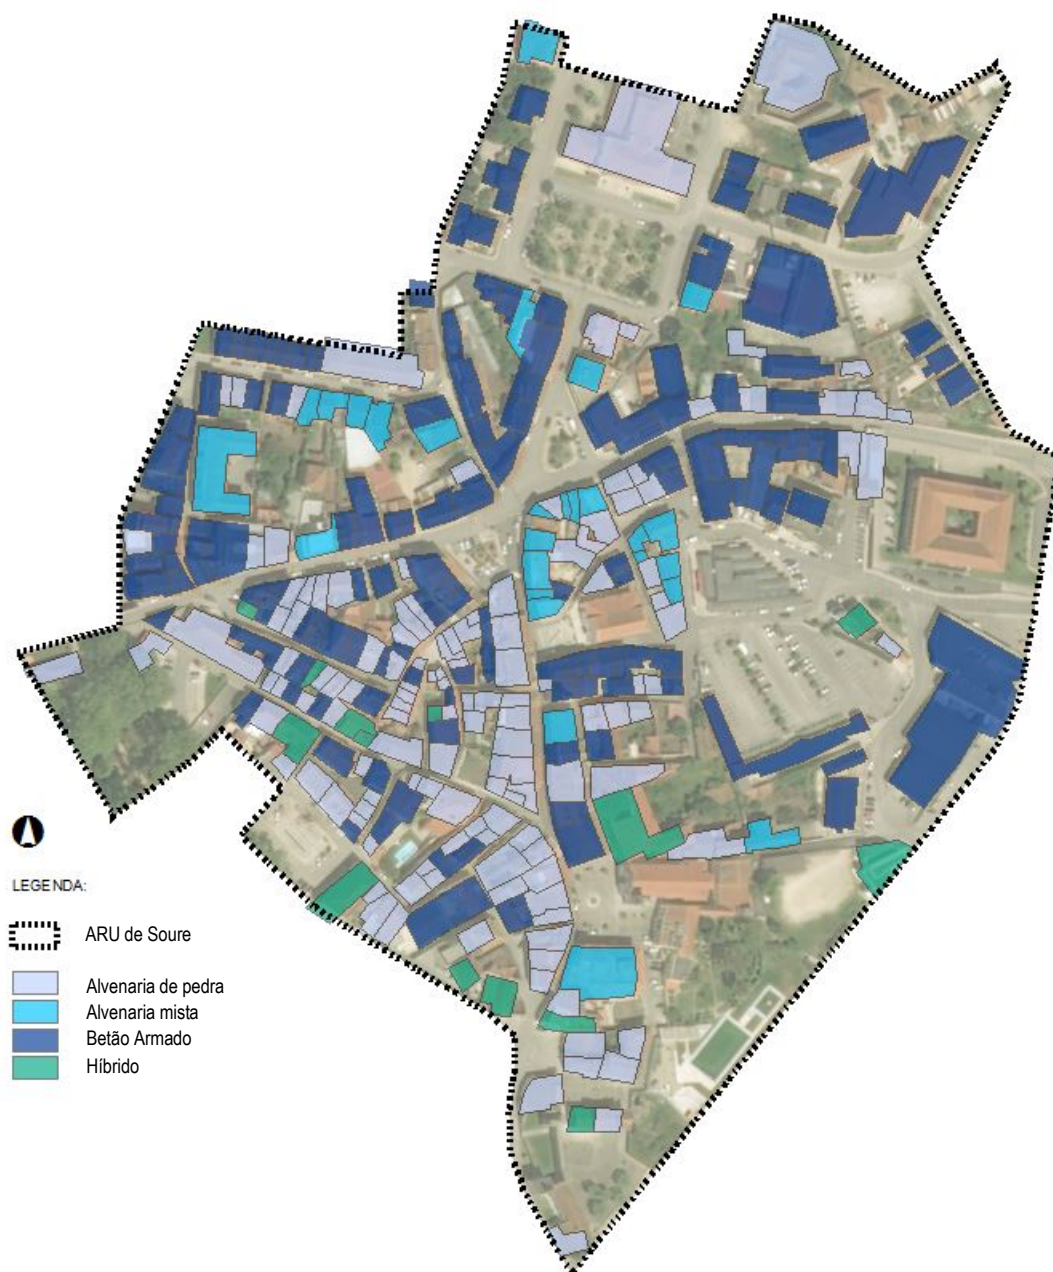 LEGENDA:
ARU de Soure
Alvenaria de pedra
Alvenaria mista
Betão Armado
Híbrido